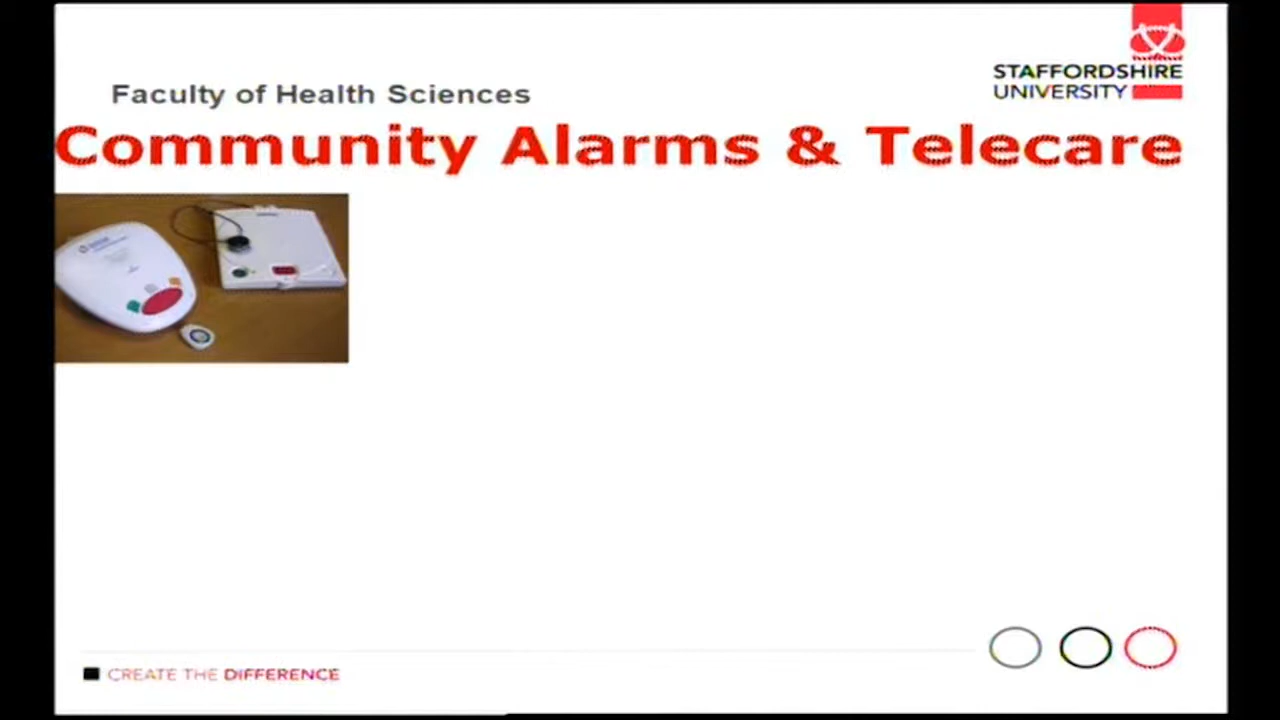 STAFFORDSHIRE
UNIVERSITY
Faculty of Health Sciences
Community Alarms & Telecare
CREATE THE DIFFERENCE